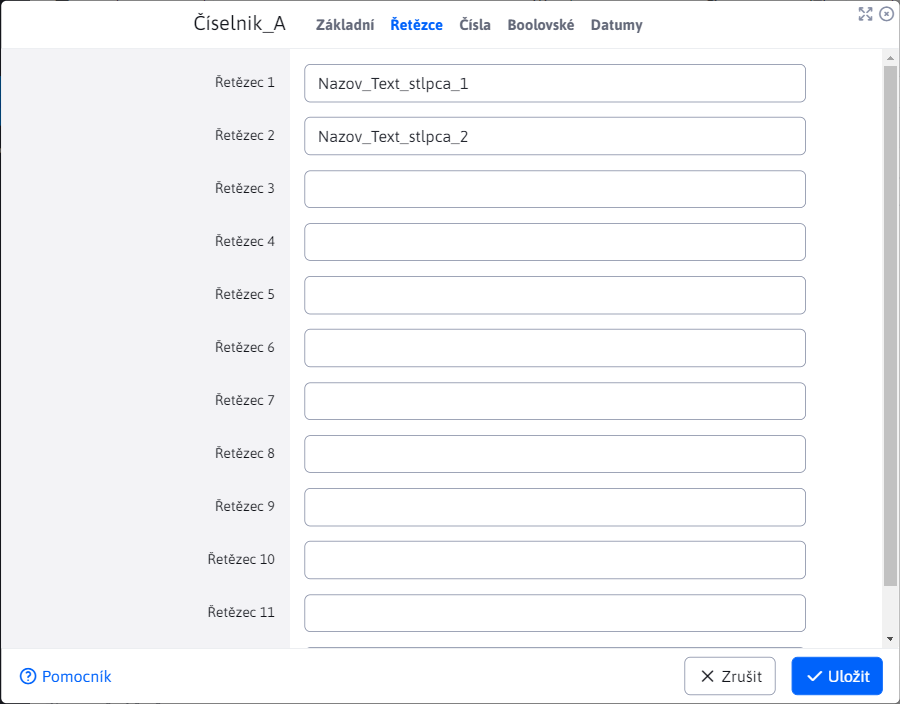 Číselnik_A Základní Řetězce Čísla Boolovské Datumy
Řetězec 1 Nazov_Text_stlpca_1
Řetězec 2 Nazov_Text_stlpca_2
Řetězec 3
Řetězec 4
Řetězec 5
Řetězec 6
Řetězec 7
Řetězec 8
Řetězec 9
Řetězec 10
Řetězec 11
Pomocník Zrušit Uložit